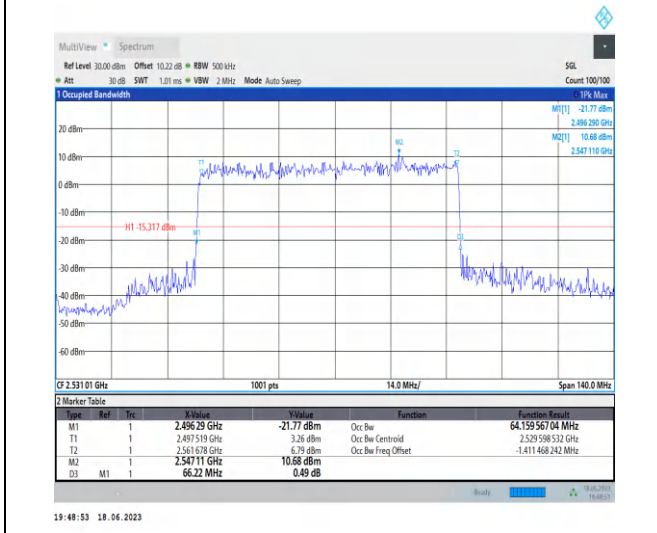 MultiView Spectrum
Ref Level 30.00 dBm Offset 10.22 dB RBW 500 kHz SGL
Att 30 dB SWT 1.01 ms VBW 2 MHz Mode Auto Sweep Count 100/100
1 Occupied Bandwidth 1Pk Max
M1[1] -21.77 dBm
2.496 290 GHz
M2[1] 10.68 dBm
2.547 110 GHz
20 dBm
10 dBm
0 dBm
-10 dBm
-20 dBm
-30 dBm
-40 dBm
-50 dBm
-60 dBm
M2
T1
T2
H1 -15.317 dBm
M1
D3
CF 2.531 01 GHz 1001 pts 14.0 MHz/ Span 140.0 MHz
2 Marker Table
Type Ref Trc X-Value Y-Value Function Function Result
M1 1 2.496 29 GHz -21.77 dBm Occ Bw 64.159 567 04 MHz
T1 1 2.497 519 GHz 3.26 dBm Occ Bw Centroid 2.529 598 532 GHz
T2 1 2.561 678 GHz 6.79 dBm Occ Bw Freq Offset -1.411 468 242 MHz
M2 1 2.547 11 GHz 10.68 dBm
D3 M1 1 66.22 MHz 0.49 dB
Ready 18.06.2023
19:48:53
19:48:53 18.06.2023